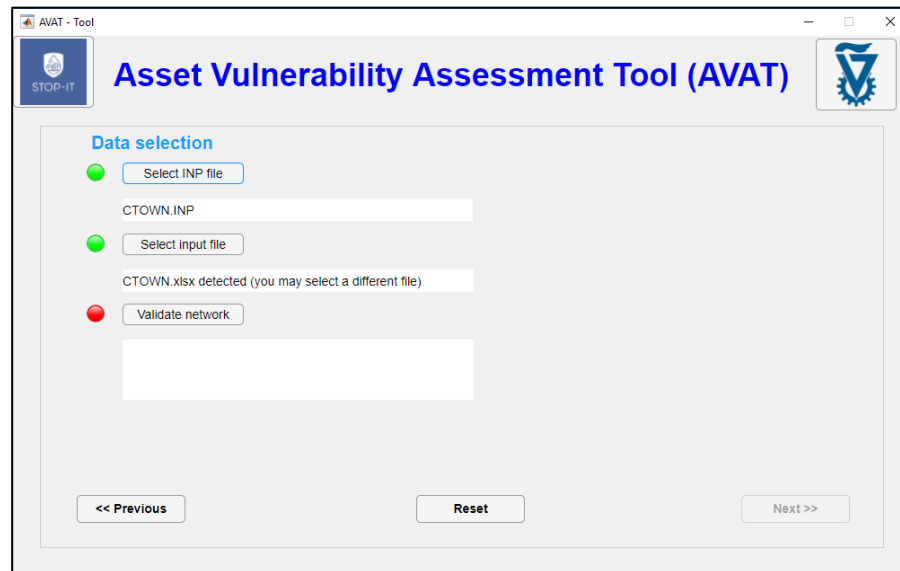 AVAT - Tool
STOP-IT
Asset Vulnerability Assessment Tool (AVAT)
Data selection
Select INP file
CTOWN.INP
Select input file
CTOWN.xlsx detected (you may select a different file)
Validate network
<< Previous
Reset
Next >>